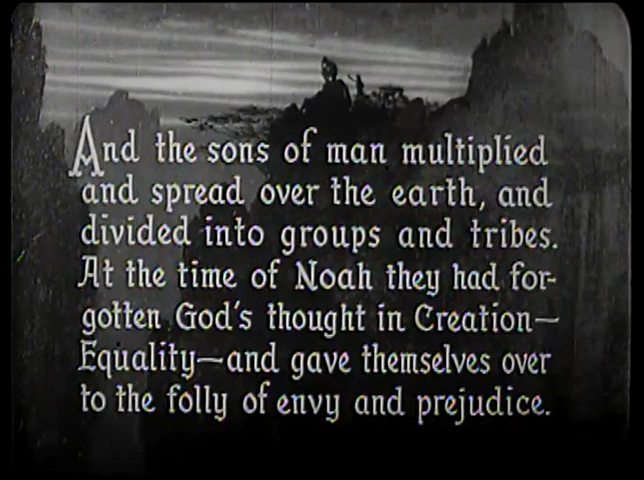 And the sons of man multiplied
and spread over the earth, and
divided into groups and tribes.
At the time of Noah they had for-
gotten God's thought in Creation—
Equality—and gave themselves over
to the folly of envy and prejudice.